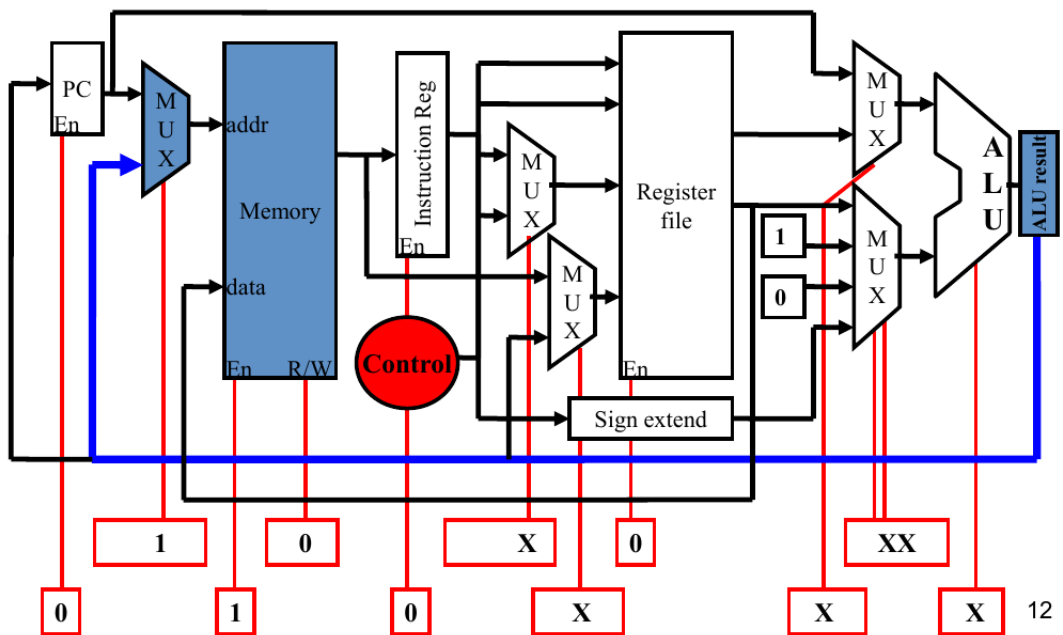 PC
En
M
U
X
addr
Memory
data
En
R/W
Instruction Reg
En
Control
M
U
X
M
U
X
Register
file
En
Sign extend
1
0
M
U
X
M
U
X
A
L
U
ALU result
1
0
X
0
XX
0
1
0
X
X
X
12